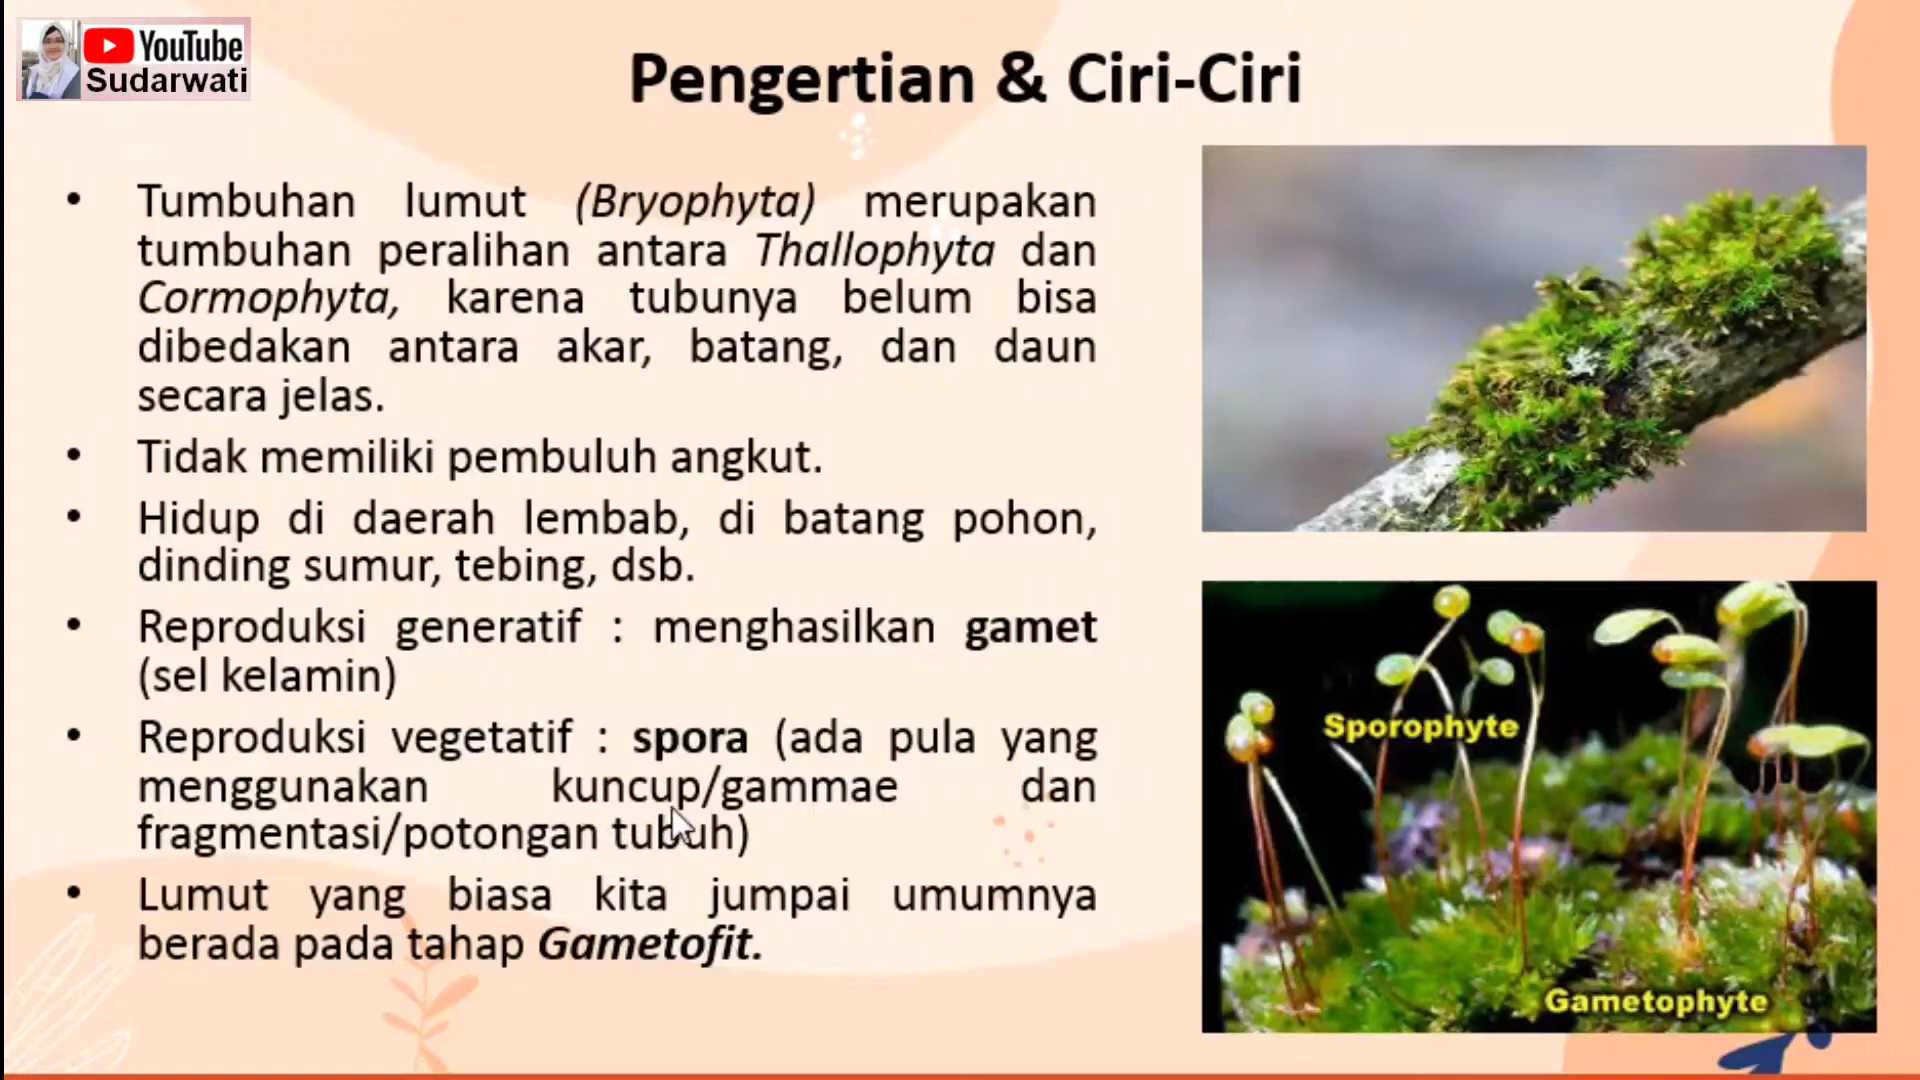 YouTube
Sudarwati
Pengertian & Ciri-Ciri
• Tumbuhan lumut (Bryophyta) merupakan
tumbuhan peralihan antara Thallophyta dan
Cormophyta, karena tubunya belum bisa
dibedakan antara akar, batang, dan daun
secara jelas.
• Tidak memiliki pembuluh angkut.
• Hidup di daerah lembab, di batang pohon,
dinding sumur, tebing, dsb.
• Reproduksi generatif : menghasilkan gamet
(sel kelamin)
• Reproduksi vegetatif : spora (ada pula yang
menggunakan kuncup/gammae dan
fragmentasi/potongan tubuh)
• Lumut yang biasa kita jumpai umumnya
berada pada tahap Gametofit.
Sporophyte
Gametophyte